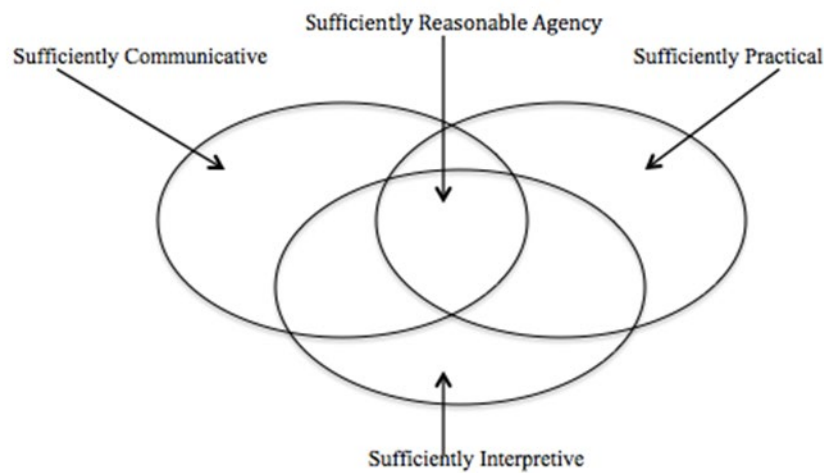 Sufficiently Reasonable Agency
Sufficiently Communicative
Sufficiently Practical
Sufficiently Interpretive